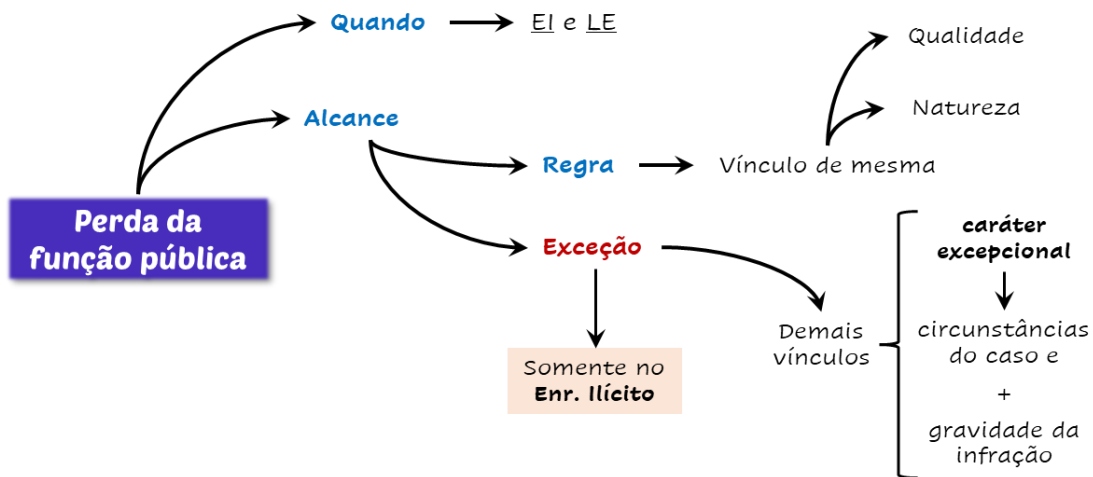 Perda da
função pública
Quando
EI e LE
Alcance
Regra
Vínculo de mesma
Qualidade
Natureza
Exceção
Somente no
Enr. Ilícito
Demais
vínculos
caráter
excepcional
circunstâncias
do caso e
+
gravidade da
infração